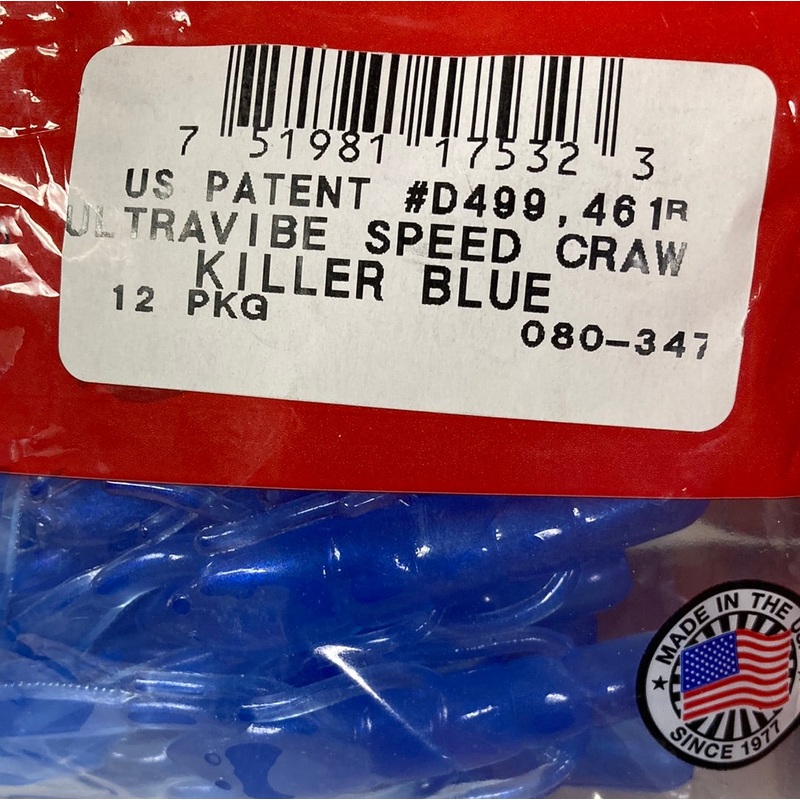 7 51981 17532 3
US PATENT #D499,461R
ULTRAVIBE SPEED CRAW
KILLER BLUE
12 PKG
080-347
MADE IN THE
SINCE 1977